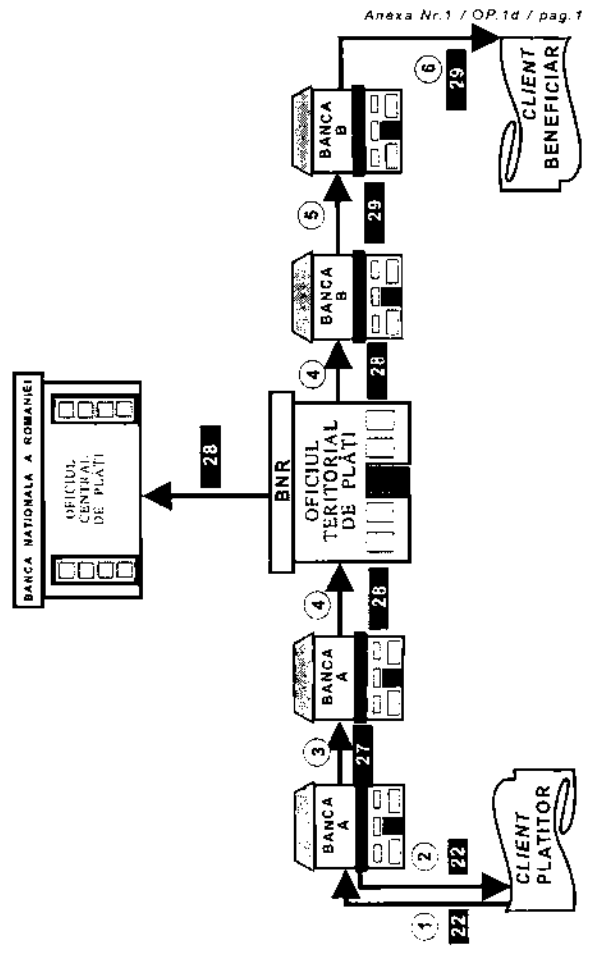 Anexa Nr.1 / OP.1d / pag.1
BANCA NATIONALA A ROMANIEI
OFICIUL
CENTRAL
DE PLATI
28
BNR
OFICIUL
TERITORIAL
DE PLĂTI
1
22
2
22
CLIENT
PLATITOR
BANCA
A
3
27
BANCA
A
4
28
4
28
BANCA
B
5
29
BANCA
B
6
29
CLIENT
BENEFICIAR